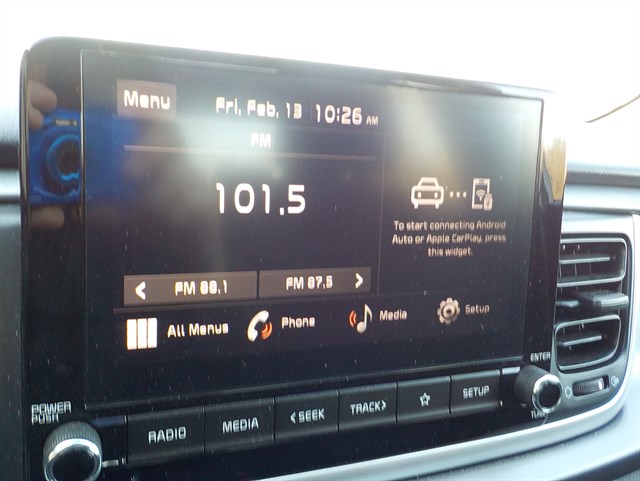 Menu
Fri, Feb. 13 10:26 AM
FM
101.5
To start connecting Android
Auto or Apple CarPlay, press
this widget.
< FM 88.1
FM 87.5 >
All Menus
Phone
Media
Setup
POWER
PUSH
RADIO
MEDIA
< SEEK
TRACK >
SETUP
ENTER
TUNE